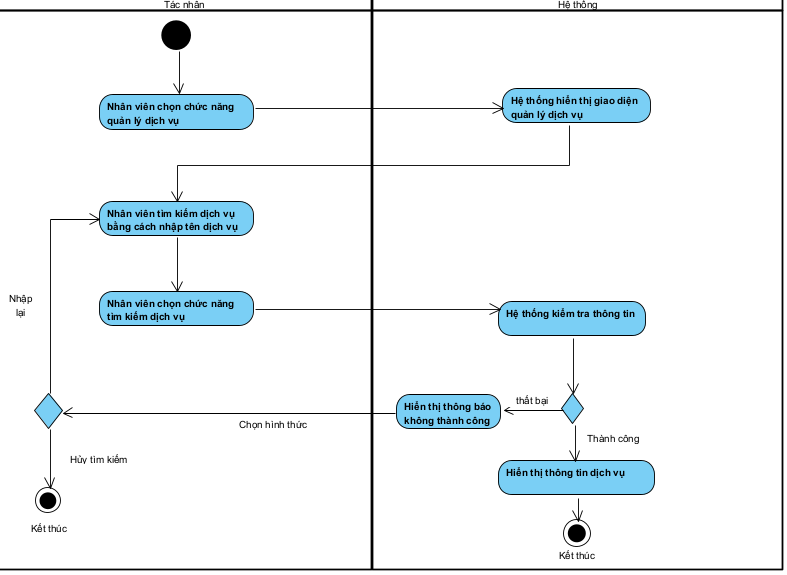 Tác nhân
Hệ thống
Nhân viên chọn chức năng
quản lý dịch vụ
Hệ thống hiển thị giao diện
quản lý dịch vụ
Nhân viên tìm kiếm dịch vụ
bằng cách nhập tên dịch vụ
Nhập
lại
Nhân viên chọn chức năng
tìm kiếm dịch vụ
Hệ thống kiểm tra thông tin
thất bại
Hiển thị thông báo
không thành công
Chọn hình thức
Thành công
Hủy tìm kiếm
Hiển thị thông tin dịch vụ
Kết thúc
Kết thúc